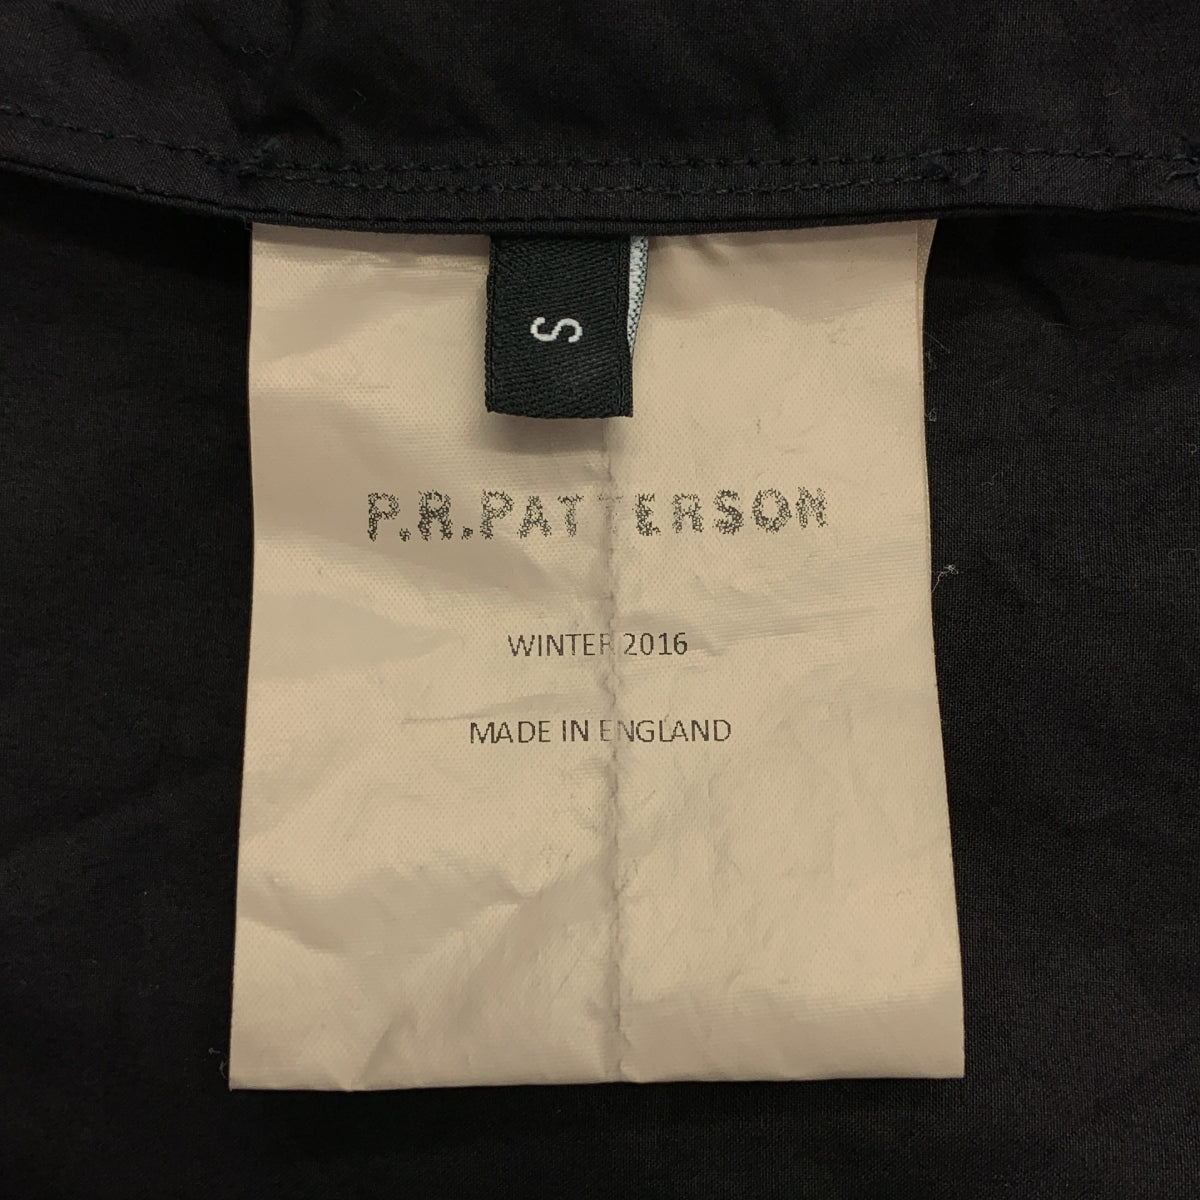 S
P.R.PATTERSON
WINTER 2016
MADE IN ENGLAND